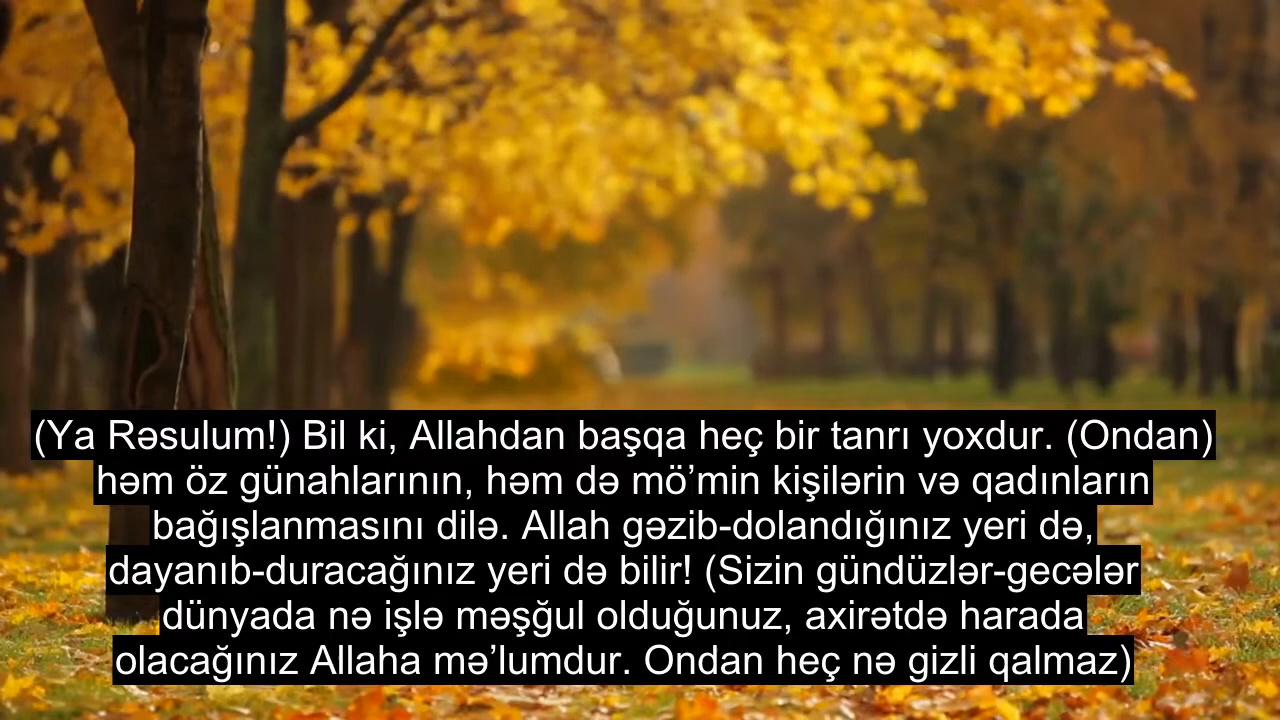 (Ya Rəsulum!) Bil ki, Allahdan başqa heç bir tanrı yoxdur. (Ondan)
həm öz günahlarının, həm də mö’min kişilərin və qadınların
bağışlanmasını dilə. Allah gəzib-dolandığınız yeri də,
dayanıb-duracağınız yeri də bilir! (Sizin gündüzlər-gecələr
dünyada nə işlə məşğul olduğunuz, axirətdə harada
olacağınız Allaha mə’lumdur. Ondan heç nə gizli qalmaz)